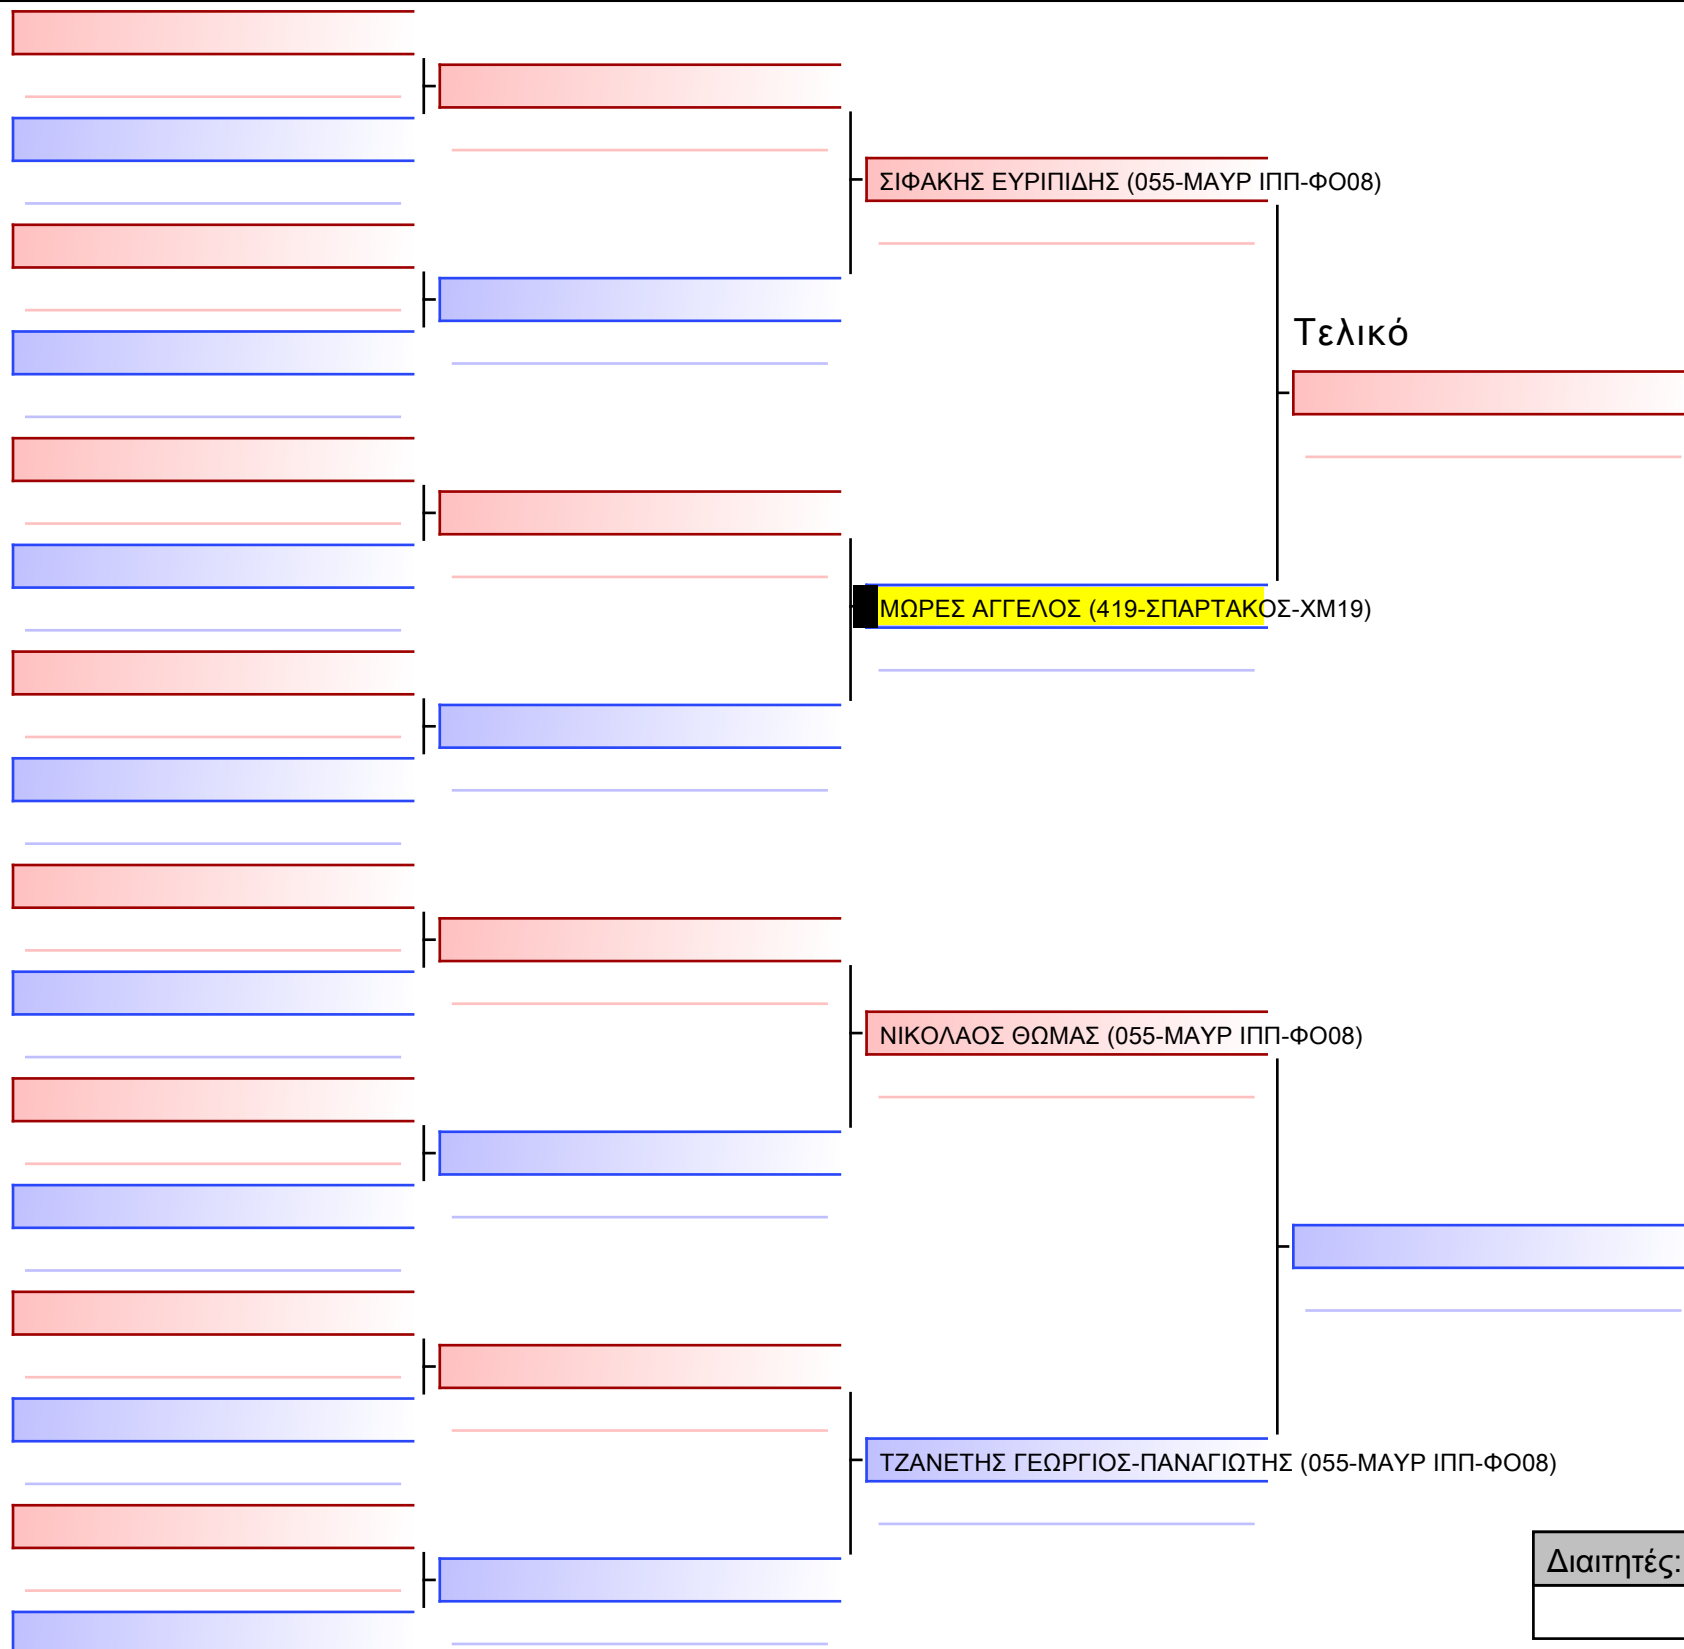 ΣΙΦΑΚΗΣ ΕΥΡΙΠΙΔΗΣ (055-ΜΑΥΡ ΙΠΠ-ΦΟ08)
Τελικό
ΜΩΡΕΣ ΑΓΓΕΛΟΣ (419-ΣΠΑΡΤΑΚΟΣ-ΧΜ19)
ΝΙΚΟΛΑΟΣ ΘΩΜΑΣ (055-ΜΑΥΡ ΙΠΠ-ΦΟ08)
ΤΖΑΝΕΤΗΣ ΓΕΩΡΓΙΟΣ-ΠΑΝΑΓΙΩΤΗΣ (055-ΜΑΥΡ ΙΠΠ-ΦΟ08)
Διαιτητές: